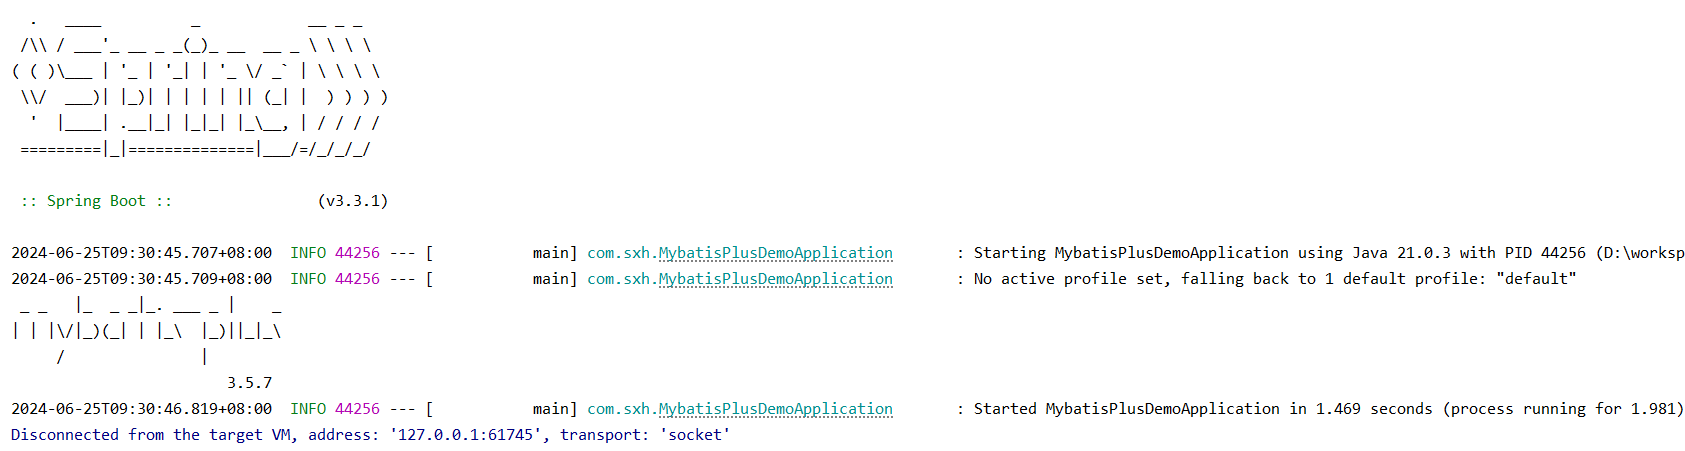 .   ____          _            __ _ _
 /\\ / ___'_ __ _ _(_)_ __  __ _ \ \ \ \
( ( )\___ | '_ | '_| | '_ \/ _` | \ \ \ \
 \\/  ___)| |_)| | | | | || (_| |  ) ) ) )
  '  |____| .__|_| |_|_| |_\__, | / / / /
 =========|_|==============|___/=/_/_/_/

 :: Spring Boot ::                (v3.3.1)

2024-06-25T09:30:45.707+08:00  INFO 44256 --- [           main] com.sxh.MybatisPlusDemoApplication       : Starting MybatisPlusDemoApplication using Java 21.0.3 with PID 44256 (D:\worksp
2024-06-25T09:30:45.709+08:00  INFO 44256 --- [           main] com.sxh.MybatisPlusDemoApplication       : No active profile set, falling back to 1 default profile: "default"
 _ _   |_  _ _|_. ___ _ |    _
| | |\/|_)(_| | |_\  |_)||_|_\
     /               |
                        3.5.7
2024-06-25T09:30:46.819+08:00  INFO 44256 --- [           main] com.sxh.MybatisPlusDemoApplication       : Started MybatisPlusDemoApplication in 1.469 seconds (process running for 1.981)
Disconnected from the target VM, address: '127.0.0.1:61745', transport: 'socket'